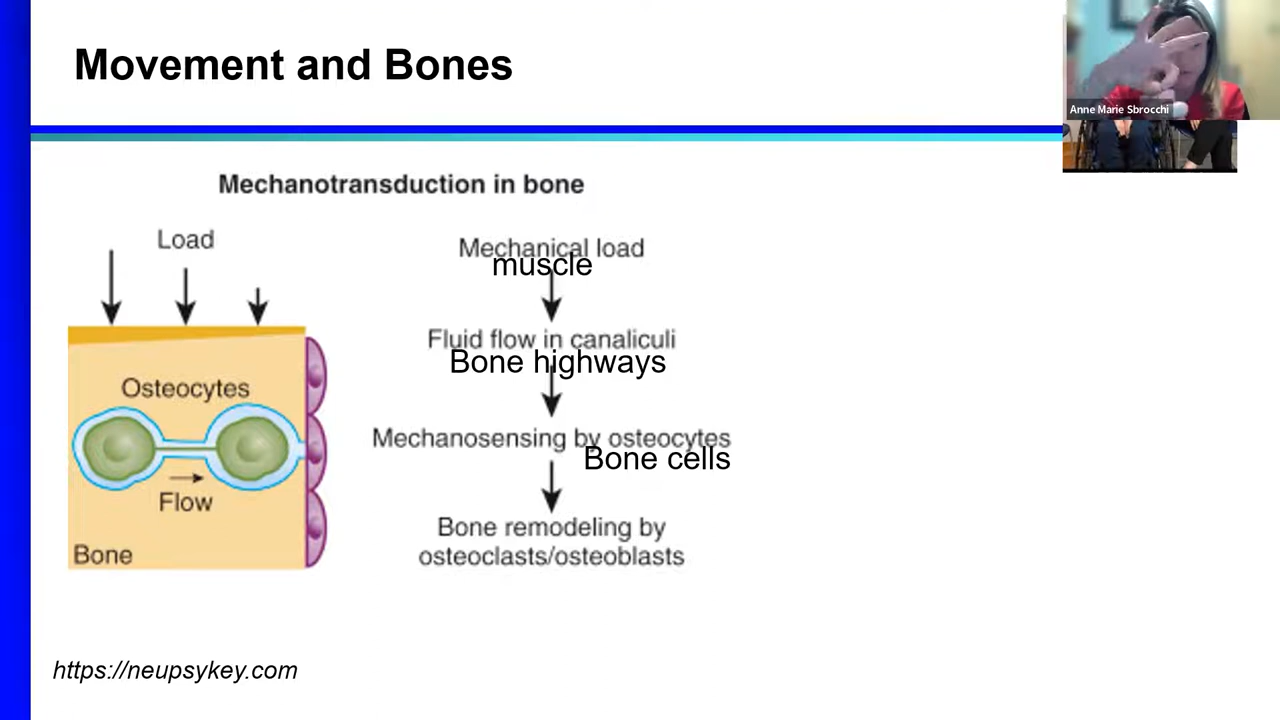 Movement and Bones
Anne Marie Sbrocchi
Mechanotransduction in bone
Load
Osteocytes
Flow
Bone
Mechanical load
muscle
Fluid flow in canaliculi
Bone highways
Mechanosensing by osteocytes
Bone cells
Bone remodeling by
osteoclasts/osteoblasts
https://neupsykey.com